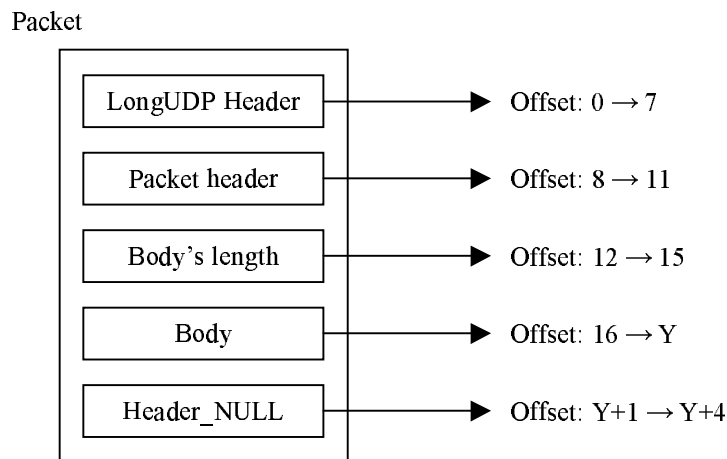 Packet
LongUDP Header Offset: 0 → 7
Packet header Offset: 8 → 11
Body’s length Offset: 12 → 15
Body Offset: 16 → Y
Header_NULL Offset: Y+1 → Y+4